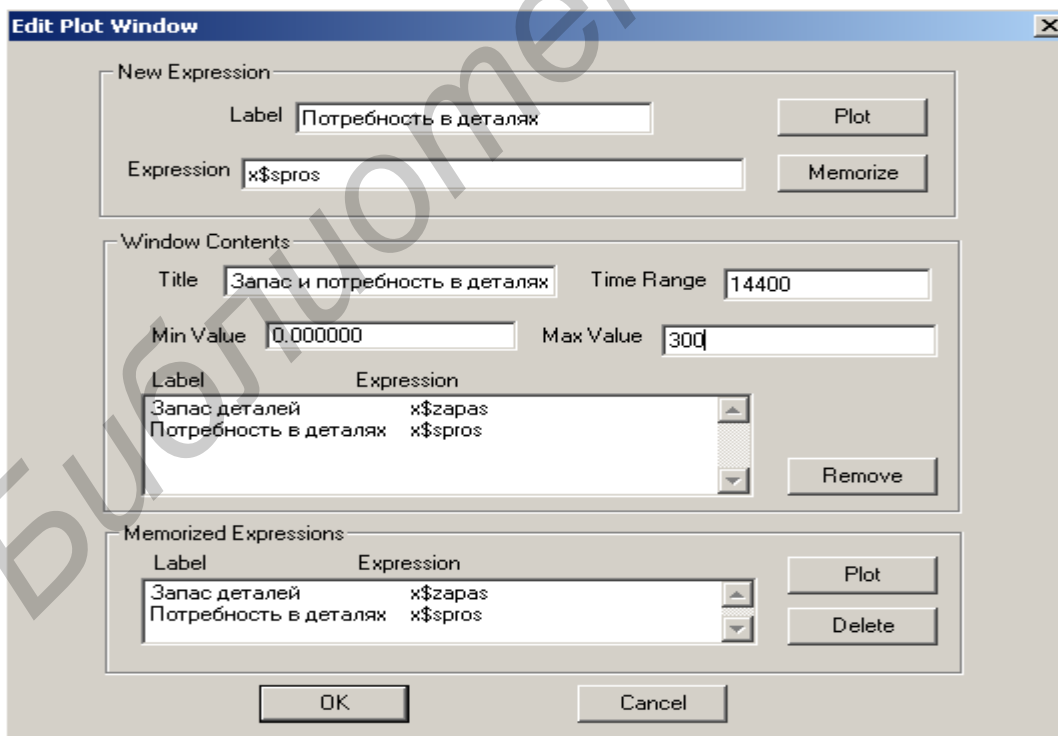 Edit Plot Window
New Expression
Label Потребность в деталях Plot
Expression x$spros Memorize
Window Contents
Title Запас и потребность в деталях Time Range 14400
Min Value 0.000000 Max Value 300
Label Expression
Запас деталей x$zapas
Потребность в деталях x$spros
Remove
Memorized Expressions
Label Expression
Plot
Запас деталей x$zapas
Потребность в деталях x$spros
Delete
OK Cancel